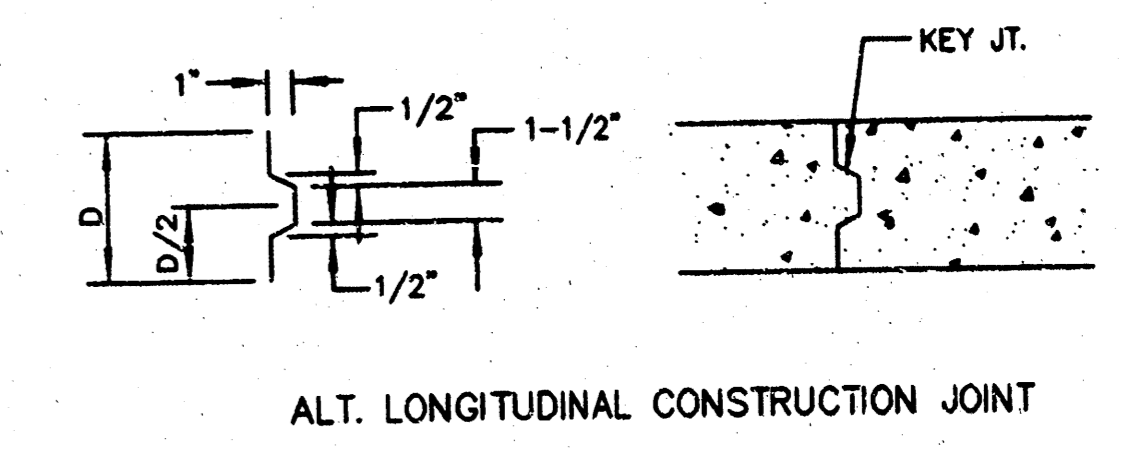 KEY JT.
1"
1/2"
1-1/2"
D
D/2
1/2"
ALT. LONGITUDINAL CONSTRUCTION JOINT